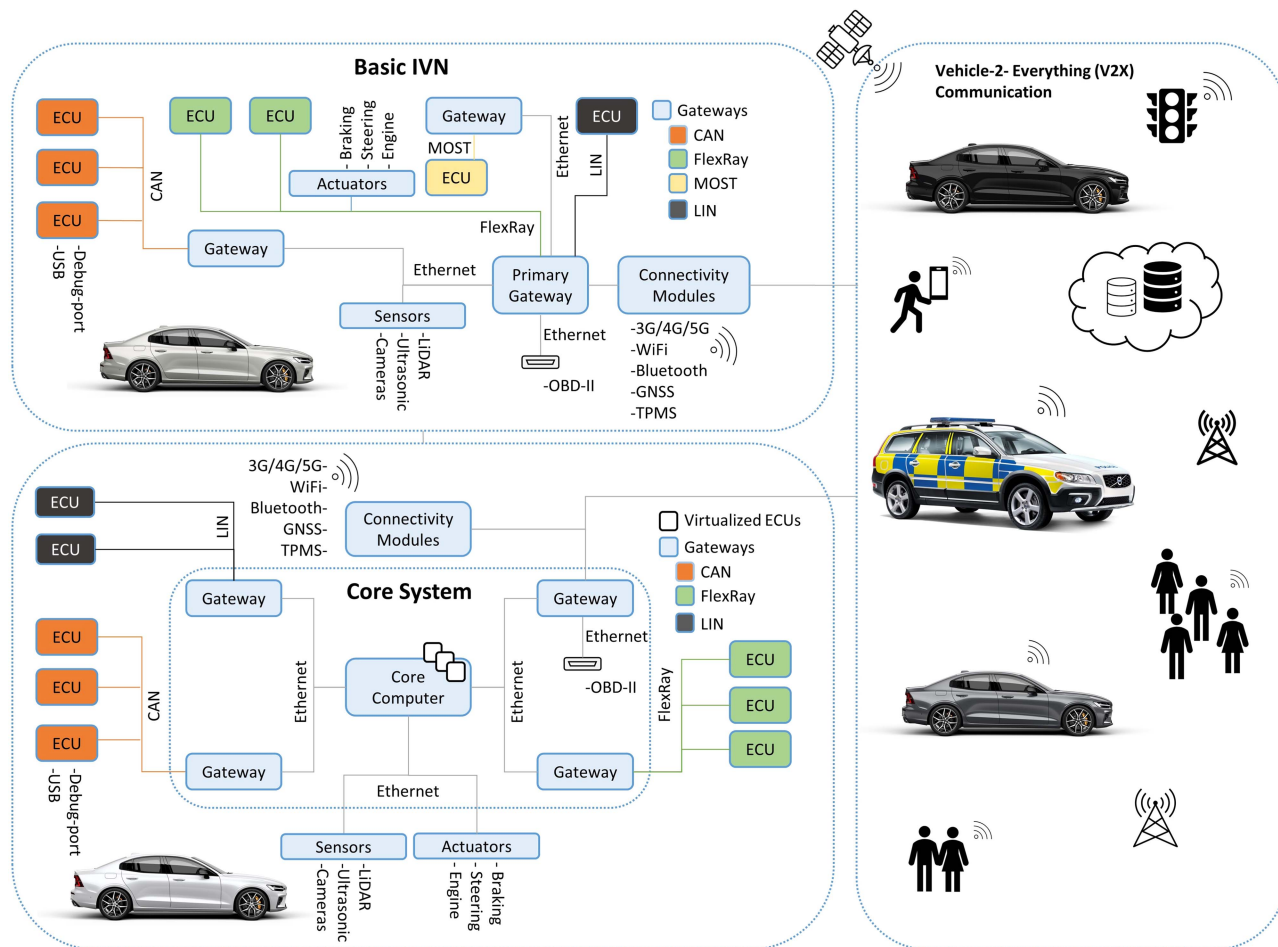 Basic IVN
ECU
ECU
ECU
CAN
-Debug-port
-USB
ECU
ECU
- Braking
- Steering
- Engine
Actuators
Gateway
MOST
ECU
Ethernet
ECU
LIN
Gateways
CAN
FlexRay
MOST
LIN
FlexRay
Gateway
Ethernet
Primary
Gateway
Connectivity
Modules
Sensors
-LiDAR
-Ultrasonic
-Cameras
Ethernet
-OBD-II
-3G/4G/5G
-WiFi
-Bluetooth
-GNSS
-TPMS
Vehicle-2- Everything (V2X)
Communication
3G/4G/5G-
WiFi-
Bluetooth-
GNSS-
TPMS-
Connectivity
Modules
Virtualized ECUs
Gateways
CAN
FlexRay
LIN
ECU
ECU
LIN
Core System
Gateway
Gateway
Ethernet
-OBD-II
ECU
ECU
ECU
CAN
-Debug-port
-USB
Ethernet
Core
Computer
Ethernet
Gateway
Gateway
FlexRay
ECU
ECU
ECU
Ethernet
Sensors
-LiDAR
-Ultrasonic
-Cameras
Actuators
- Braking
- Steering
- Engine